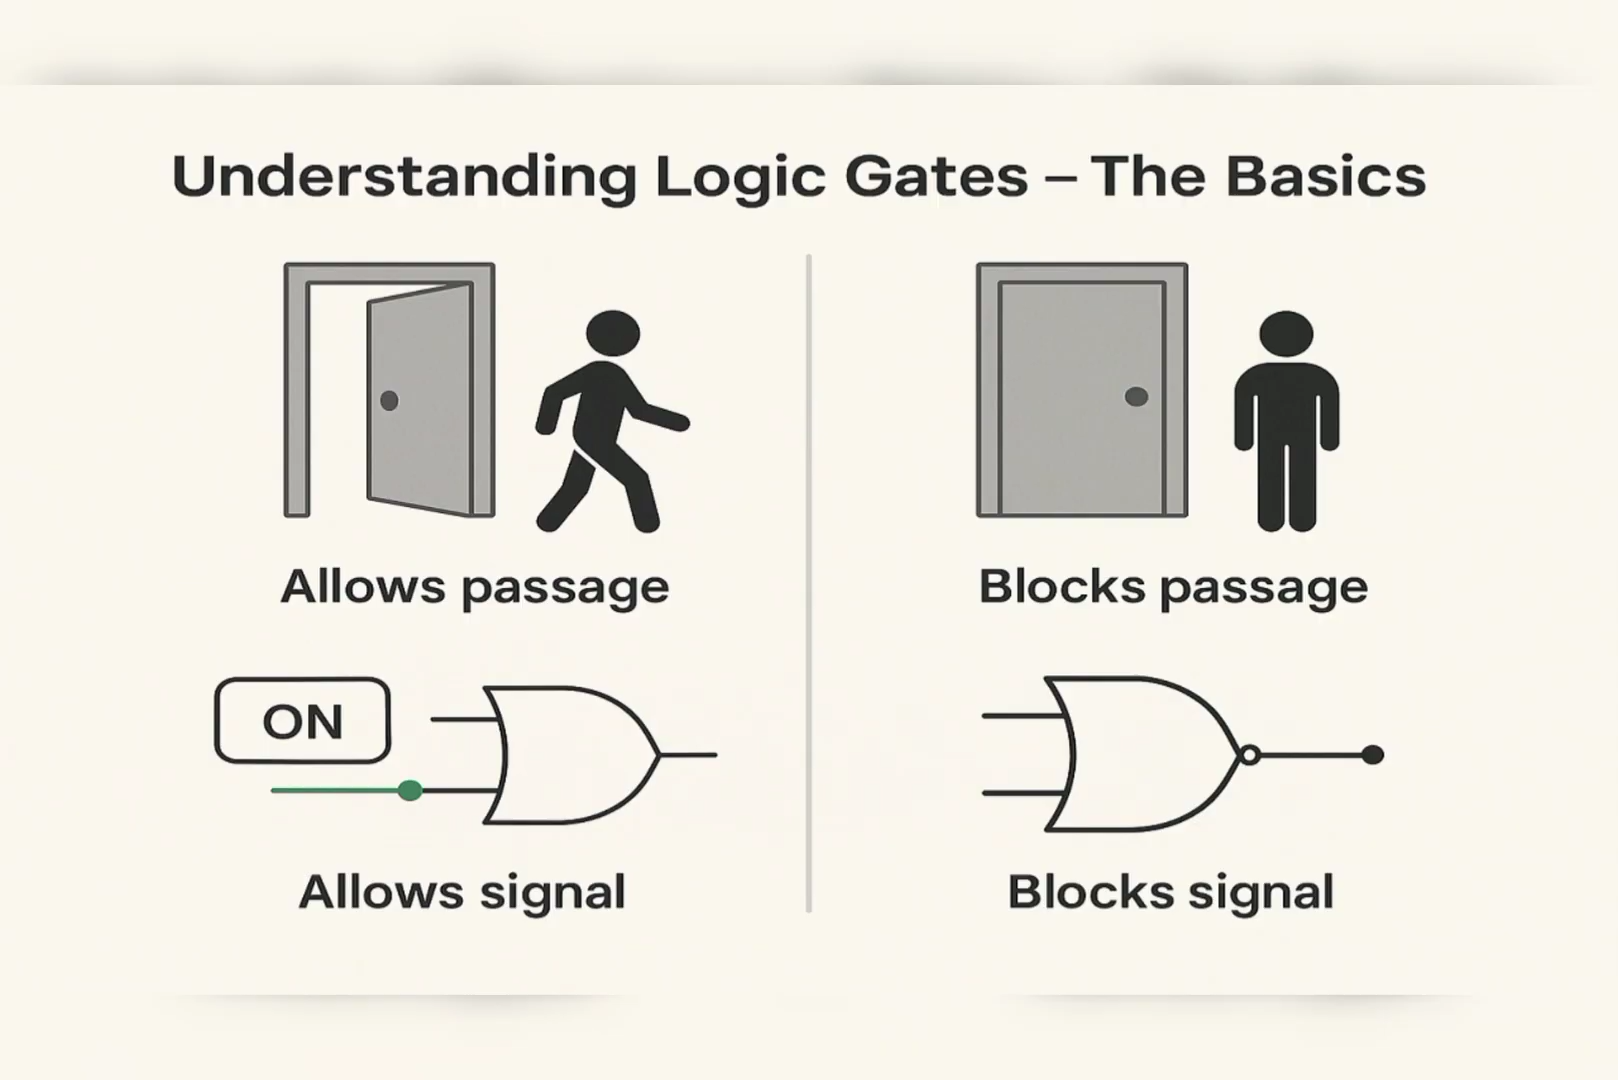 Understanding Logic Gates – The Basics
Allows passage
Blocks passage
ON
Allows signal
Blocks signal